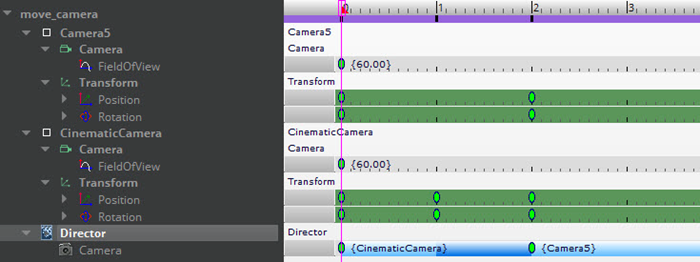 0 1 2 3
move_camera
Camera5
Camera
FieldOfView
Transform
Position
Rotation
CinematicCamera
Camera
FieldOfView
Transform
Position
Rotation
Director
Camera
Camera5
Camera
{60.00}
Transform
CinematicCamera
Camera
{60.00}
Transform
Director
{CinematicCamera} {Camera5}